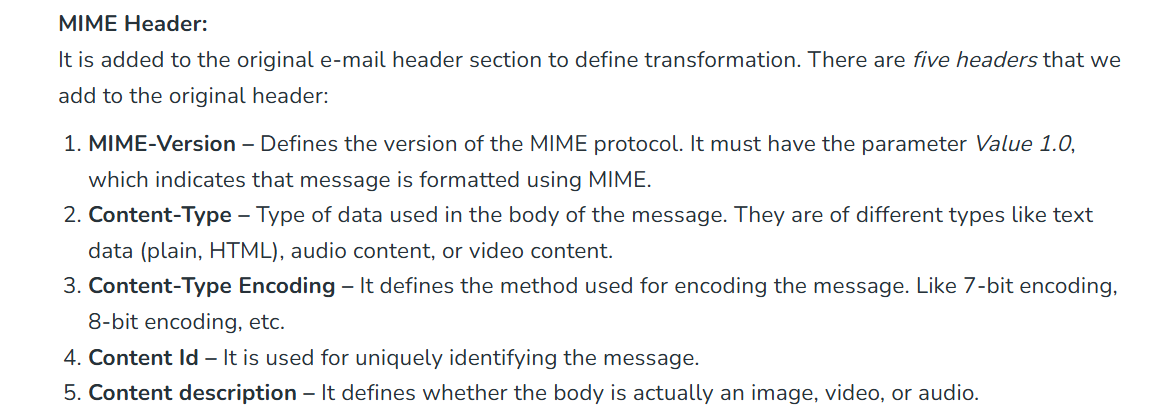 MIME Header:
It is added to the original e-mail header section to define transformation. There are five headers that we
add to the original header:
1. MIME-Version – Defines the version of the MIME protocol. It must have the parameter Value 1.0,
which indicates that message is formatted using MIME.
2. Content-Type – Type of data used in the body of the message. They are of different types like text
data (plain, HTML), audio content, or video content.
3. Content-Type Encoding – It defines the method used for encoding the message. Like 7-bit encoding,
8-bit encoding, etc.
4. Content Id – It is used for uniquely identifying the message.
5. Content description – It defines whether the body is actually an image, video, or audio.